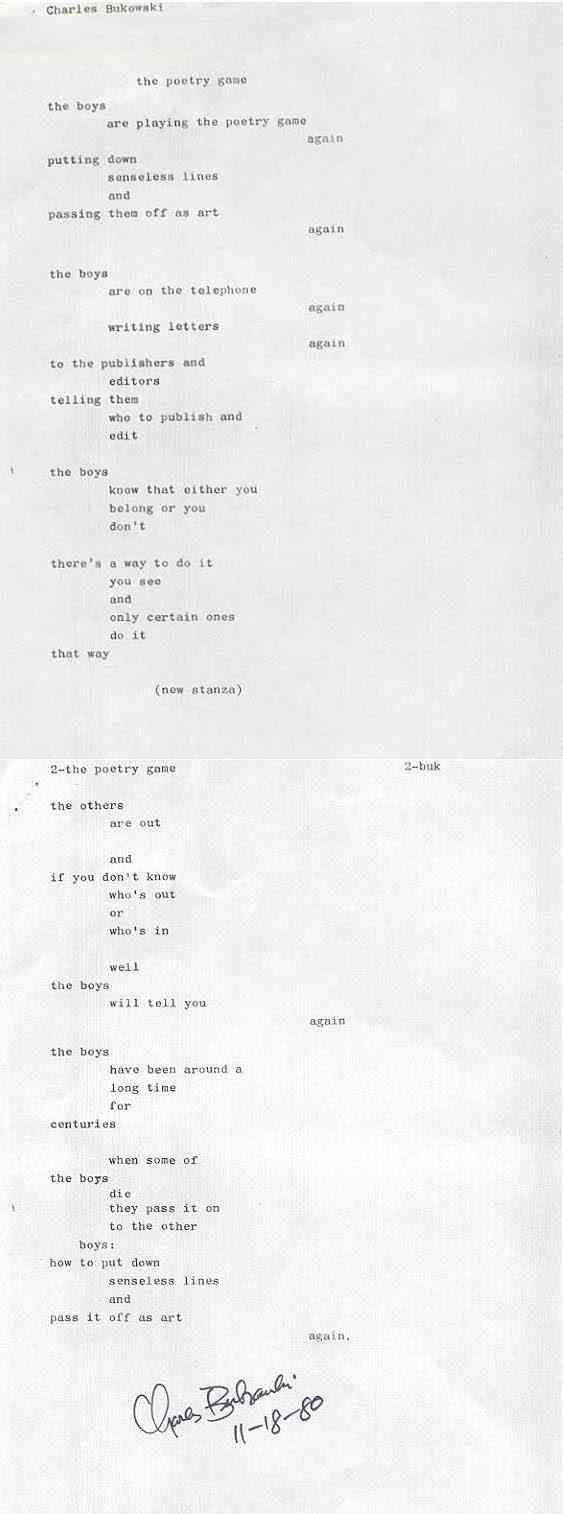 Charles Bukowski
the poetry game
the boys
are playing the poetry game
again
putting down
senseless lines
and
passing them off as art
again
the boys
are on the telephone
again
writing letters
again
to the publishers and
editors
telling them
who to publish and
edit
the boys
know that either you
belong or you
don't
there's a way to do it
you see
and
only certain ones
do it
that way
(new stanza)
2-the poetry game 2-buk
the others
are out
and
if you don't know
who's out
or
who's in
well
the boys
will tell you
again
the boys
have been around a
long time
for
centuries
when some of
the boys
die
they pass it on
to the other
boys:
how to put down
senseless lines
and
pass it off as art
again.
Charles Bukowski
11-18-80